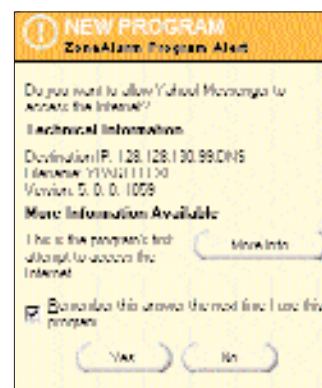 NEW PROGRAM
ZoneAlarm Program Alert
Do you want to allow Yahoo! Messenger to
access the Internet?
Technical Information
Destination IP: 128.128.130.99:DNS
Filename:
Version: 5, 0, 0, 1059
More Information Available
This is the program's first
attempt to access the
Internet.
More Info
Remember this answer the next time I use this
program.
Yes
No